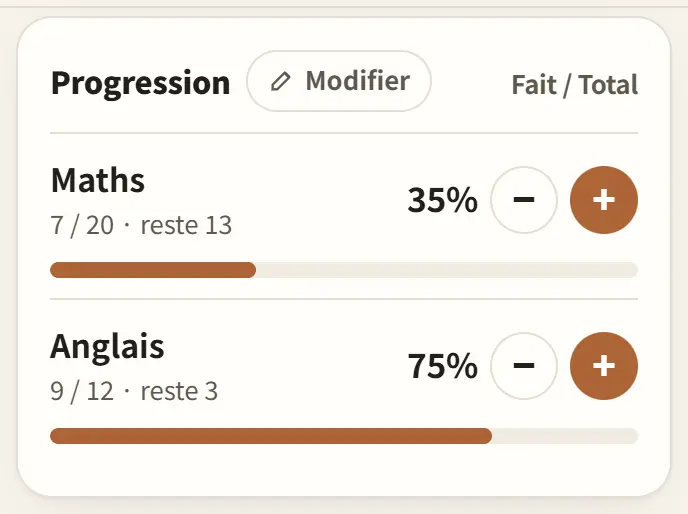 Progression Modifier Fait / Total
Maths
7 / 20 · reste 13
35% − +
Anglais
9 / 12 · reste 3
75% − +